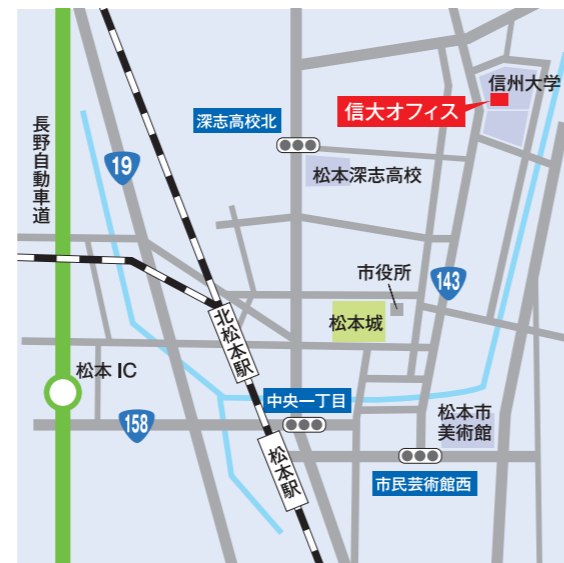 信州大学
信大オフィス
深志高校北
長野自動車道
19
松本深志高校
市役所
143
松本城
北松本駅
松本 IC
中央一丁目
松本市
美術館
158
松本駅
市民芸術館西